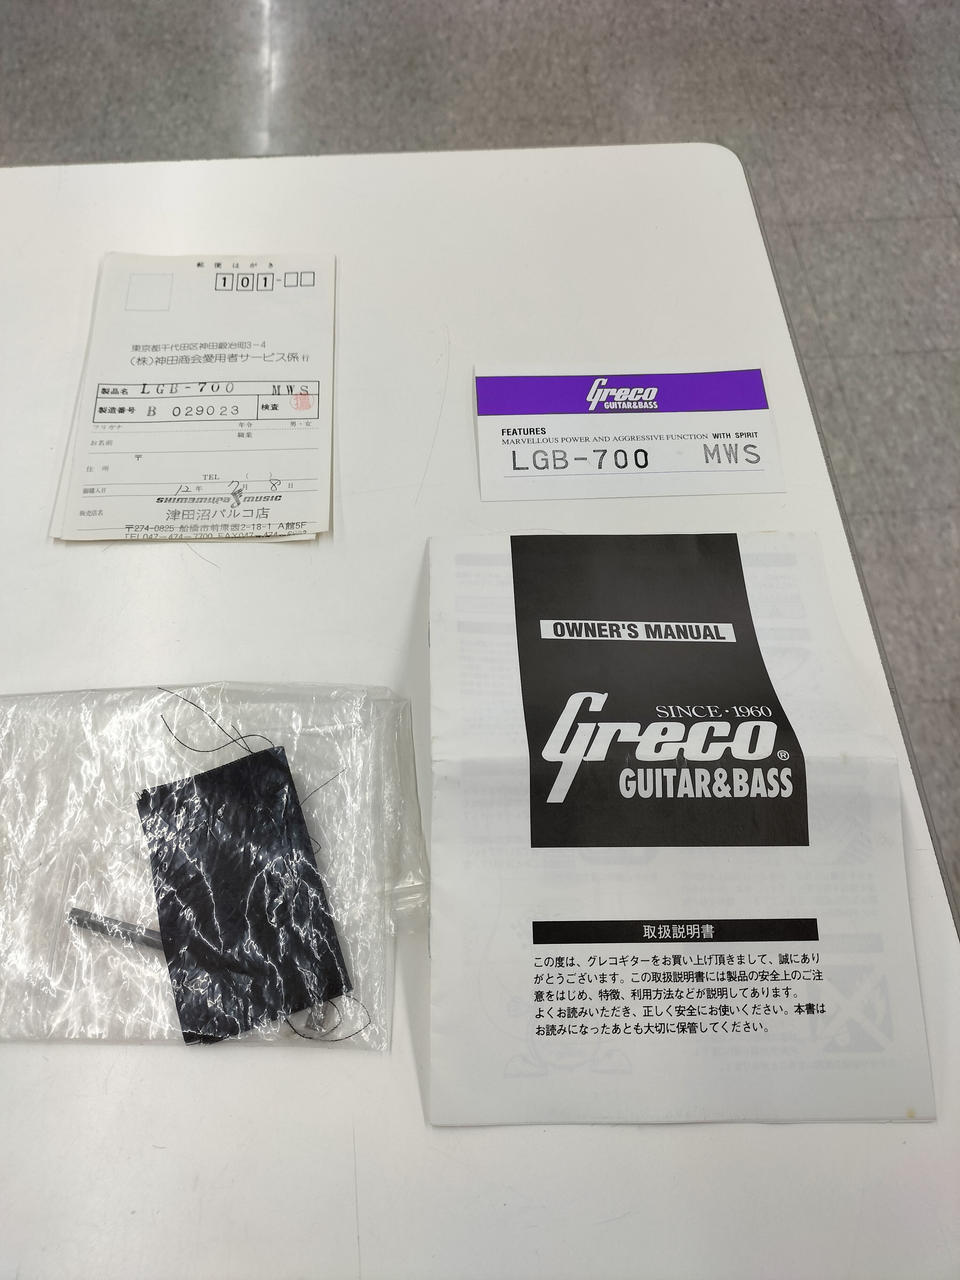 郵便はがき
101-
東京都千代田区神田鍛冶町3-4
(株)神田商会愛用者サービス係行
製品名 LGB-700 MWS
製造番号 B 029023 検査
フリガナ 年令 男・女
お名前 職業
住所 〒
TEL ( )
御購入日 12年7月8日
SHIMAMURA MUSIC
販売店名 津田沼パルコ店
〒274-0825 船橋市前原西2-18-1 A館5F
TEL047-474-7700 FAX047-474-
Greco
GUITAR&BASS
FEATURES
MARVELLOUS POWER AND AGGRESSIVE FUNCTION WITH SPIRIT
LGB-700 MWS
OWNER'S MANUAL
SINCE・1960
Greco®
GUITAR&BASS
取扱説明書
この度は、グレコギターをお買い上げ頂きまして、誠にあり
がとうございます。この取扱説明書には製品の安全上のご注
意をはじめ、特徴、利用方法などが説明してあります。
よくお読みいただき、正しく安全にお使いください。本書は
お読みになったあとも大切に保管してください。